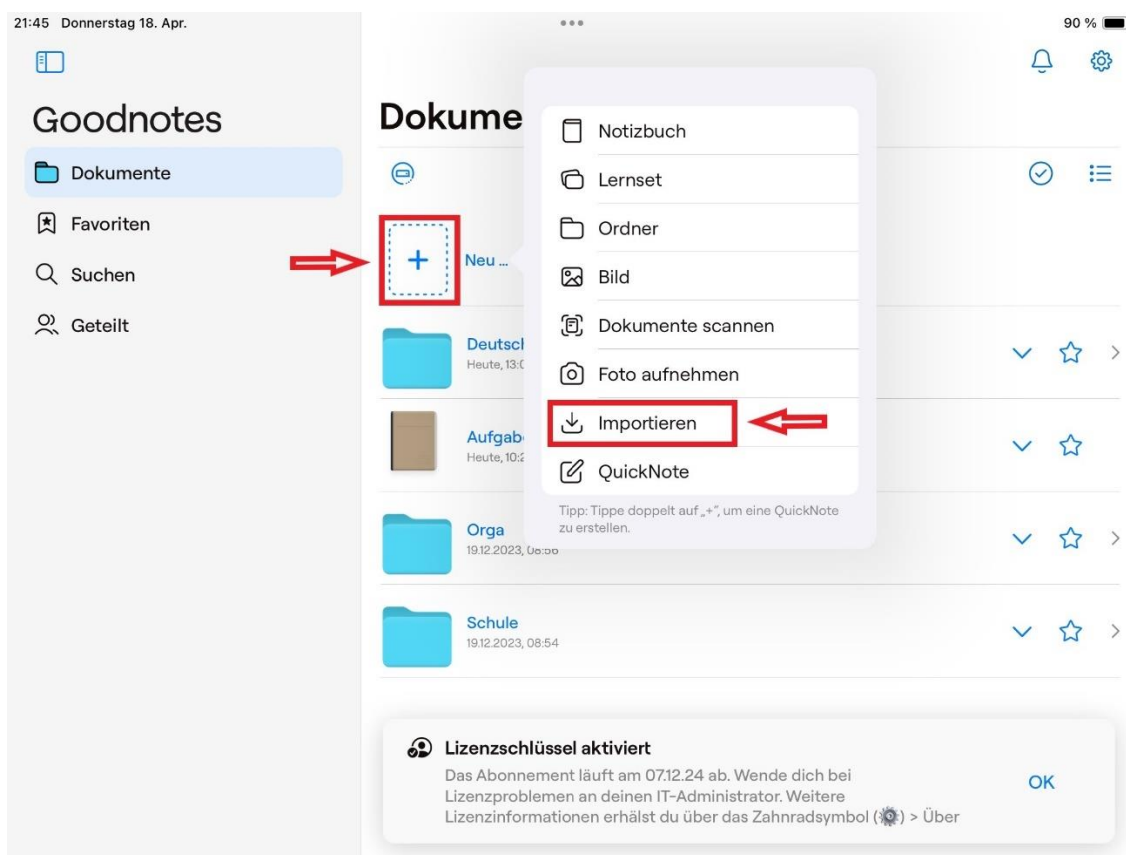 21:45 Donnerstag 18. Apr.
90 %
Goodnotes
Dokumente
Favoriten
Suchen
Geteilt
Dokume
Neu ...
Notizbuch
Lernset
Ordner
Bild
Dokumente scannen
Foto aufnehmen
Importieren
QuickNote
Tipp: Tippe doppelt auf „+“, um eine QuickNote
zu erstellen.
Deutsch
Heute, 13:0
Aufgab
Heute, 10:2
Orga
19.12.2023, 08:56
Schule
19.12.2023, 08:54
Lizenzschlüssel aktiviert
Das Abonnement läuft am 07.12.24 ab. Wende dich bei
Lizenzproblemen an deinen IT-Administrator. Weitere
Lizenzinformationen erhälst du über das Zahnradsymbol (⚙) > Über
OK